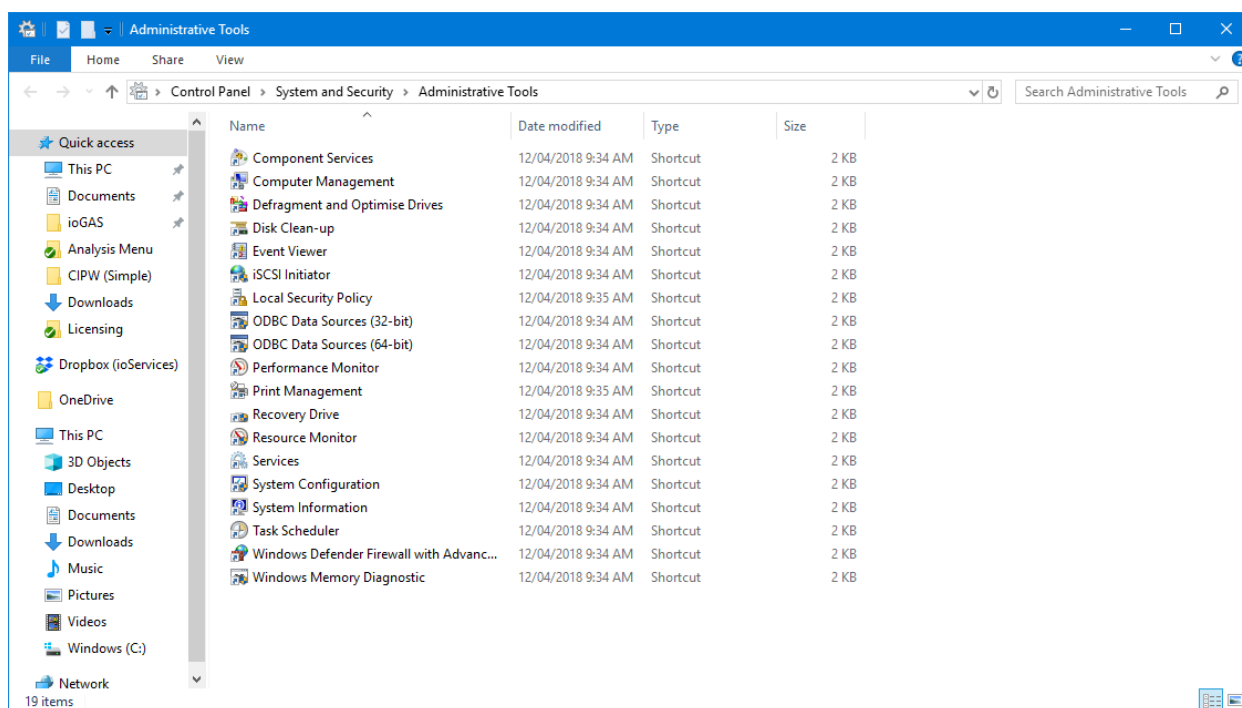 Administrative Tools
File Home Share View
Control Panel > System and Security > Administrative Tools
Search Administrative Tools
Name Date modified Type Size
Quick access
This PC
Documents
ioGAS
Analysis Menu
CIPW (Simple)
Downloads
Licensing
Dropbox (ioServices)
OneDrive
This PC
3D Objects
Desktop
Documents
Downloads
Music
Pictures
Videos
Windows (C:)
Network
Component Services 12/04/2018 9:34 AM Shortcut 2 KB
Computer Management 12/04/2018 9:34 AM Shortcut 2 KB
Defragment and Optimise Drives 12/04/2018 9:34 AM Shortcut 2 KB
Disk Clean-up 12/04/2018 9:34 AM Shortcut 2 KB
Event Viewer 12/04/2018 9:34 AM Shortcut 2 KB
iSCSI Initiator 12/04/2018 9:34 AM Shortcut 2 KB
Local Security Policy 12/04/2018 9:35 AM Shortcut 2 KB
ODBC Data Sources (32-bit) 12/04/2018 9:34 AM Shortcut 2 KB
ODBC Data Sources (64-bit) 12/04/2018 9:34 AM Shortcut 2 KB
Performance Monitor 12/04/2018 9:34 AM Shortcut 2 KB
Print Management 12/04/2018 9:35 AM Shortcut 2 KB
Recovery Drive 12/04/2018 9:34 AM Shortcut 2 KB
Resource Monitor 12/04/2018 9:34 AM Shortcut 2 KB
Services 12/04/2018 9:34 AM Shortcut 2 KB
System Configuration 12/04/2018 9:34 AM Shortcut 2 KB
System Information 12/04/2018 9:34 AM Shortcut 2 KB
Task Scheduler 12/04/2018 9:34 AM Shortcut 2 KB
Windows Defender Firewall with Advanc... 12/04/2018 9:34 AM Shortcut 2 KB
Windows Memory Diagnostic 12/04/2018 9:34 AM Shortcut 2 KB
19 items